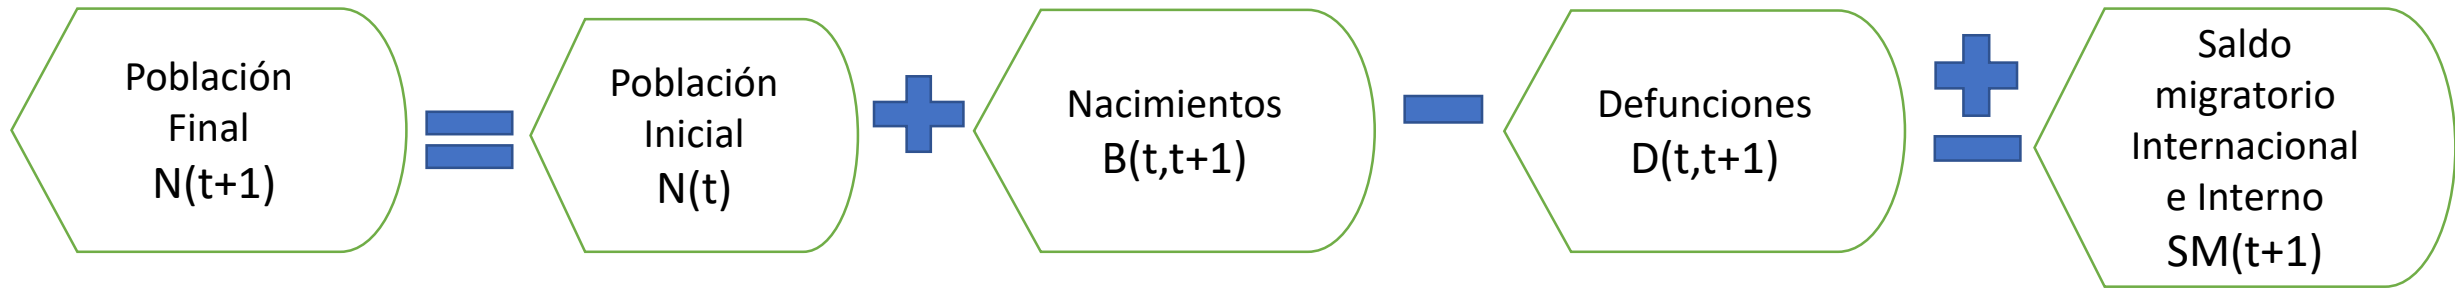 Población
Final
N(t+1)
Población
Inicial
N(t)
Nacimientos
B(t,t+1)
Defunciones
D(t,t+1)
Saldo
migratorio
Internacional
e Interno
SM(t+1)